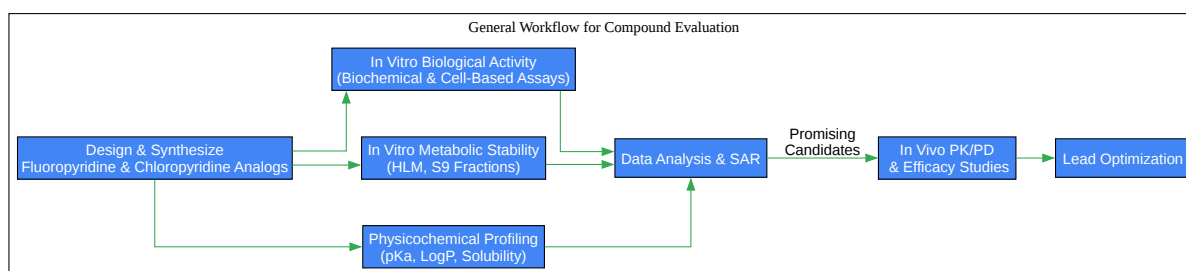 General Workflow for Compound Evaluation
In Vitro Biological Activity
(Biochemical & Cell-Based Assays)
Design & Synthesize
Fluoropyridine & Chloropyridine Analogs
In Vitro Metabolic Stability
(HLM, S9 Fractions)
Physicochemical Profiling
(pKa, LogP, Solubility)
Data Analysis & SAR
Promising
Candidates
In Vivo PK/PD
& Efficacy Studies
Lead Optimization